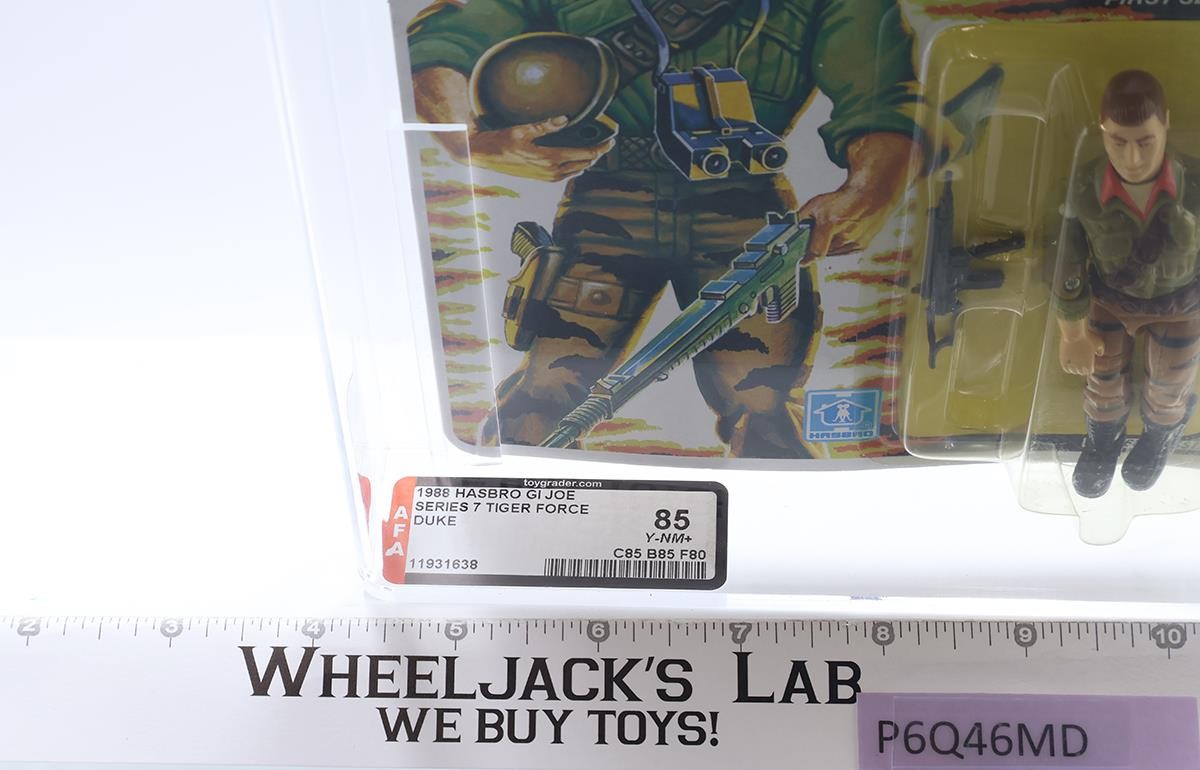 HASBRO
toygrader.com
AFA
1988 HASBRO GI JOE
SERIES 7 TIGER FORCE
DUKE
85
Y-NM+
C85 B85 F80
11931638
2 3 4 5 6 7 8 9 10
WHEELJACK'S LAB
WE BUY TOYS!
P6Q46MD